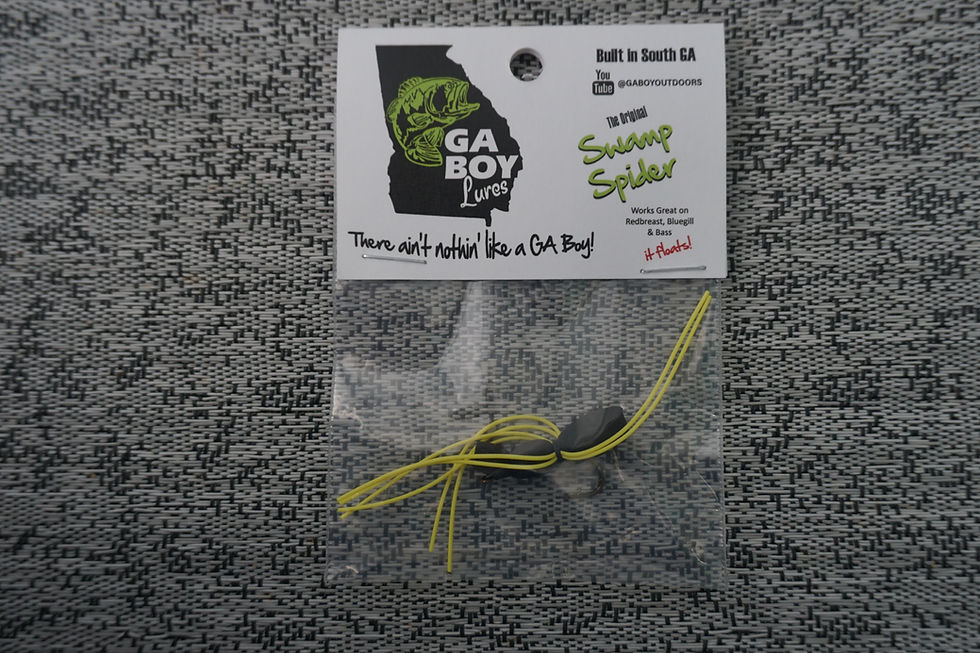 GA
BOY
Lures
There ain't nothin' like a GA Boy!
Built in South GA
You
Tube @GABOYOUTDOORS
The Original
Swamp
Spider
Works Great on
Redbreast, Bluegill
& Bass
it floats!